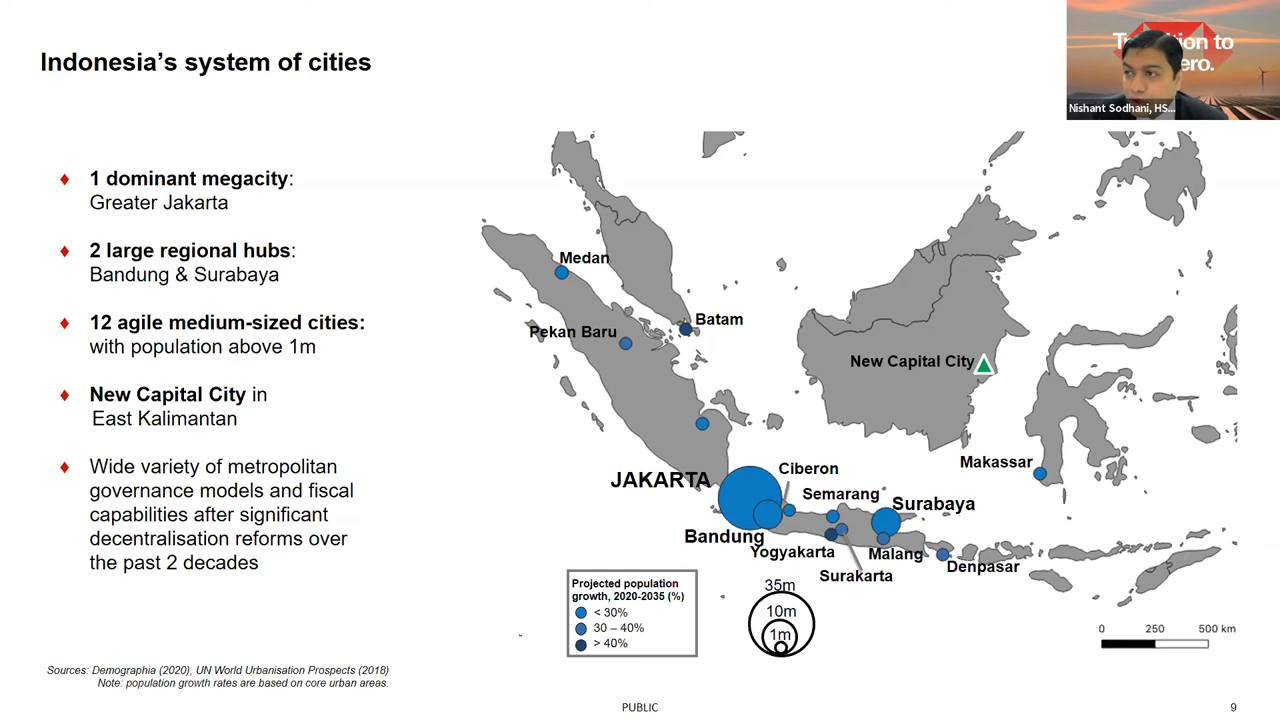 Indonesia's system of cities
Tr
ion to
ero.
Nishant Sodhani, HS...
♦ 1 dominant megacity:
Greater Jakarta
♦ 2 large regional hubs:
Bandung & Surabaya
♦ 12 agile medium-sized cities:
with population above 1m
♦ New Capital City in
East Kalimantan
♦ Wide variety of metropolitan
governance models and fiscal
capabilities after significant
decentralisation reforms over
the past 2 decades
Medan
Batam
Pekan Baru
New Capital City
Makassar
JAKARTA
Ciberon
Semarang
Surabaya
Bandung
Yogyakarta
Malang
Surakarta
Denpasar
Projected population
growth, 2020-2035 (%)
< 30%
30 – 40%
> 40%
35m
10m
1m
0 250 500 km
Sources: Demographia (2020), UN World Urbanisation Prospects (2018)
Note: population growth rates are based on core urban areas.
PUBLIC
9